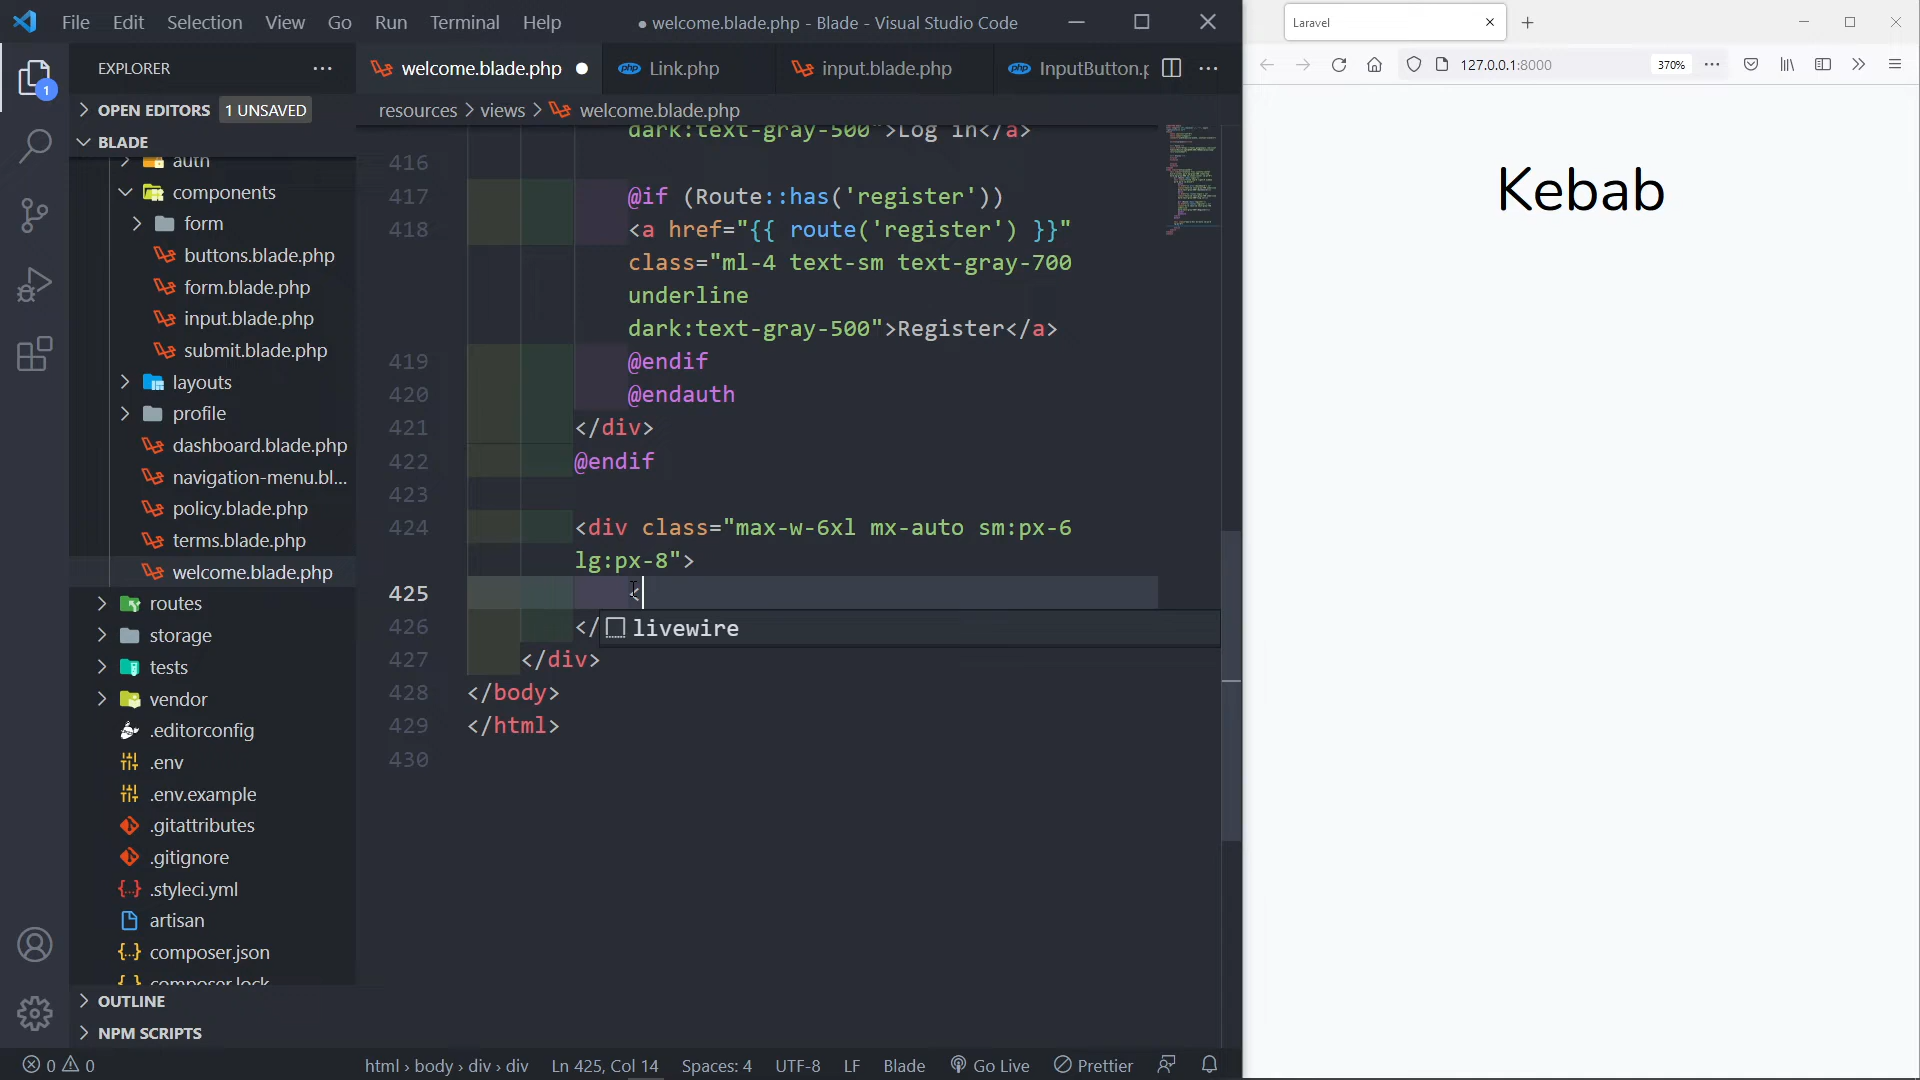 File Edit Selection View Go Run Terminal Help
● welcome.blade.php - Blade - Visual Studio Code
Laravel
EXPLORER
welcome.blade.php
Link.php
input.blade.php
InputButton.p
127.0.0.1:8000
370%
1
OPEN EDITORS 1 UNSAVED
resources > views > welcome.blade.php
BLADE
auth
components
form
buttons.blade.php
form.blade.php
input.blade.php
submit.blade.php
layouts
profile
dashboard.blade.php
navigation-menu.bl...
policy.blade.php
terms.blade.php
welcome.blade.php
routes
storage
tests
vendor
.editorconfig
.env
.env.example
.gitattributes
.gitignore
.styleci.yml
artisan
composer.json
composer.lock
OUTLINE
NPM SCRIPTS
dark:text-gray-500">Log in</a>
416
417 @if (Route::has('register'))
418 <a href="{{ route('register') }}"
class="ml-4 text-sm text-gray-700
underline
dark:text-gray-500">Register</a>
419 @endif
420 @endauth
421 </div>
422 @endif
423
424 <div class="max-w-6xl mx-auto sm:px-6
lg:px-8">
425 <
426 </
livewire
427 </div>
428 </body>
429 </html>
430
Kebab
0 0
html › body › div › div
Ln 425, Col 14
Spaces: 4
UTF-8
LF
Blade
Go Live
Prettier